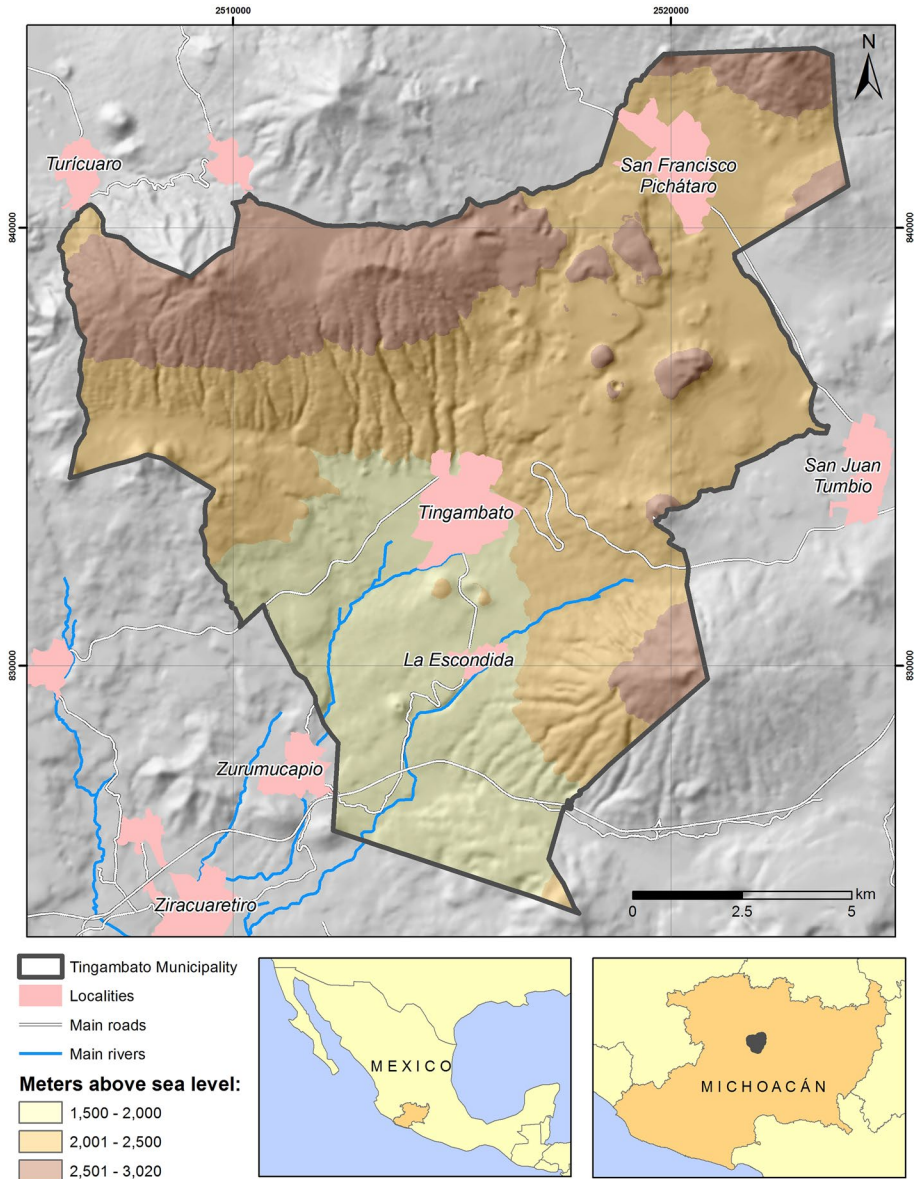 2510000
2520000
N
Turícuaro
San Francisco
Pichátaro
840000
840000
San Juan
Tumbio
Tingambato
La Escondida
830000
830000
Zurumucapio
Ziracuaretiro
km
0
2.5
5
Tingambato Municipality
Localities
Main roads
Main rivers
Meters above sea level:
1,500 - 2,000
2,001 - 2,500
2,501 - 3,020
MEXICO
MICHOACÁN